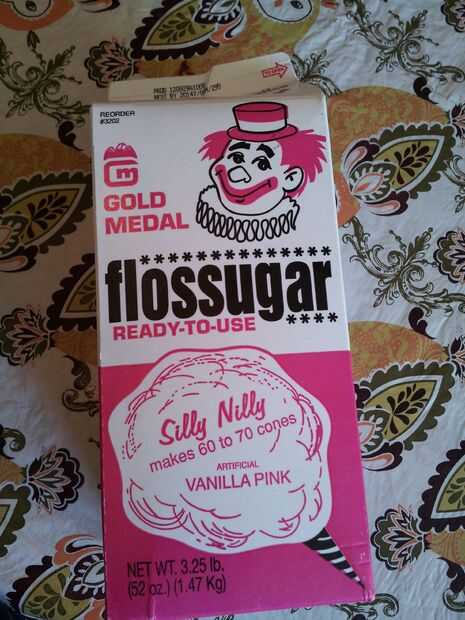 REORDER
#3202
GOLD
MEDAL
flossugar
READY-TO-USE
Silly Nilly
makes 60 to 70 cones
ARTIFICIAL
VANILLA PINK
NET WT. 3.25 lb.
(52 oz.) (1.47 Kg)